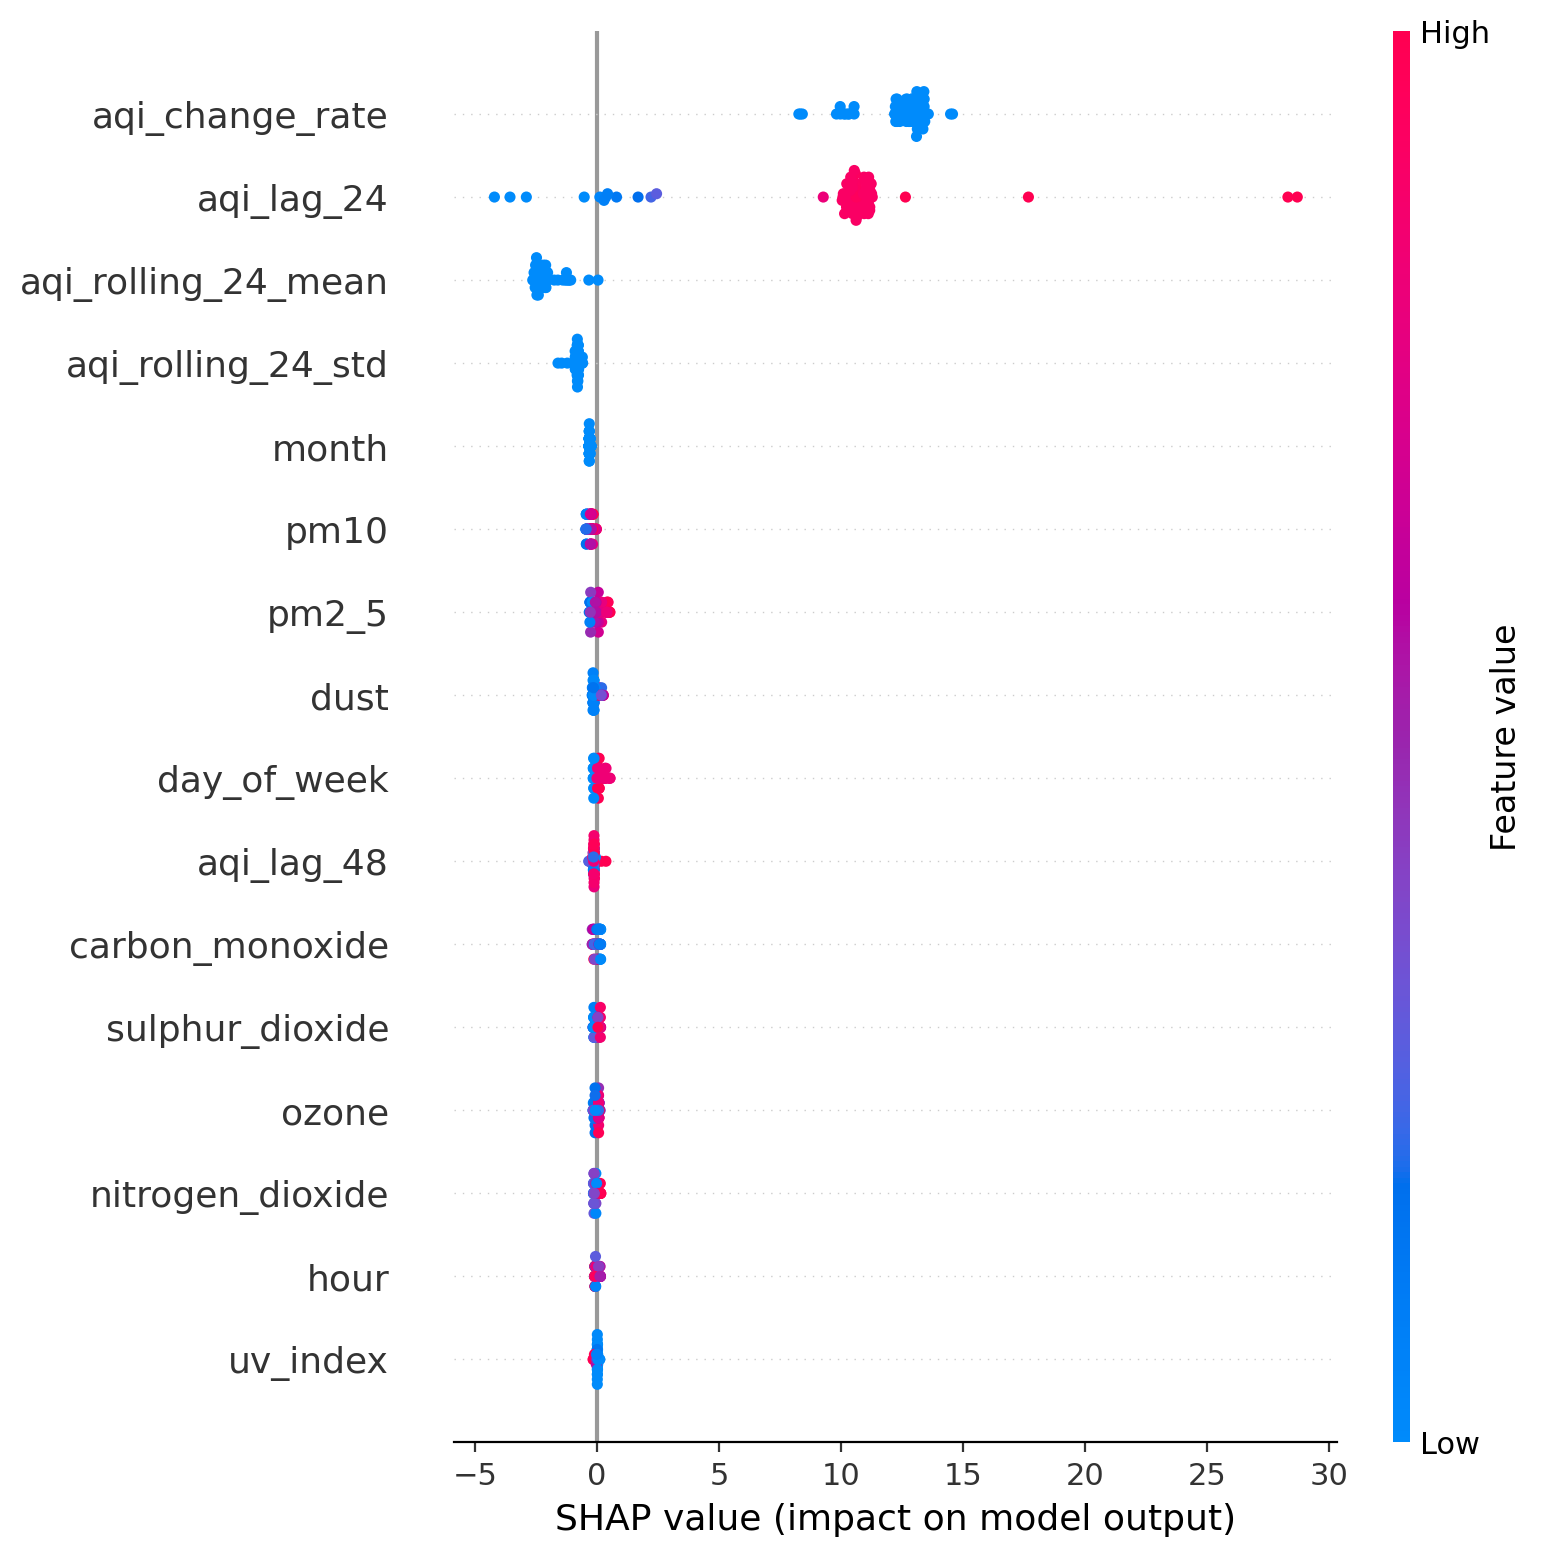 High
aqi_change_rate
aqi_lag_24
aqi_rolling_24_mean
aqi_rolling_24_std
month
pm10
pm2_5
dust
day_of_week
aqi_lag_48
carbon_monoxide
sulphur_dioxide
ozone
nitrogen_dioxide
hour
uv_index
Feature value
Low
−5 0 5 10 15 20 25 30
SHAP value (impact on model output)